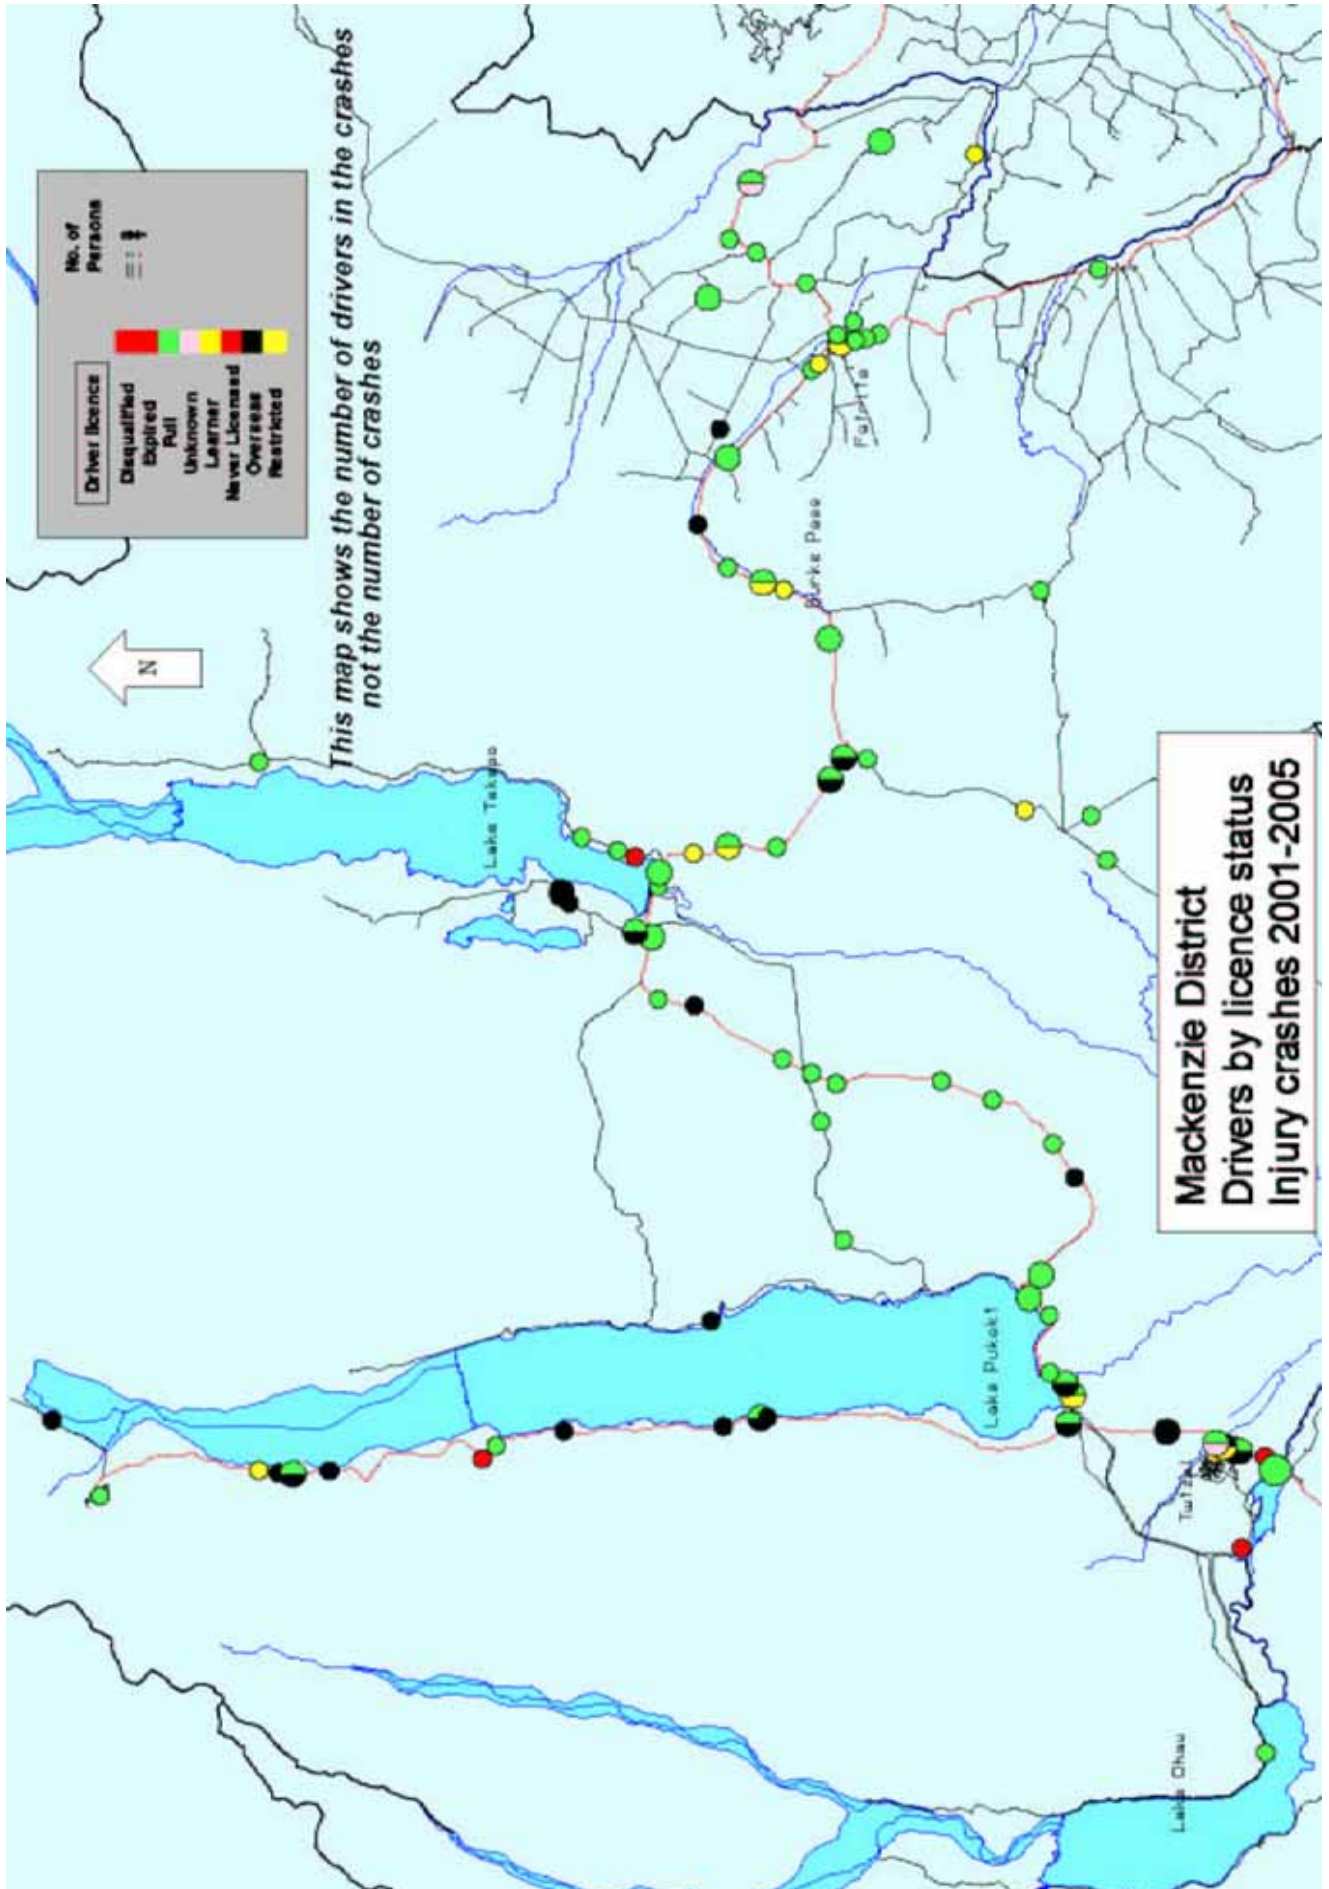 Driver licence
No. of
Persons
Disqualified
Expired
Full
Unknown
Learner
Never Licensed
Overseas
Restricted
This map shows the number of drivers in the crashes
not the number of crashes
N
Lake Tekapo
Burke Pass
Fairlie
Lake Pukaki
Twizel
Lake Ohau
Mackenzie District
Drivers by licence status
Injury crashes 2001-2005